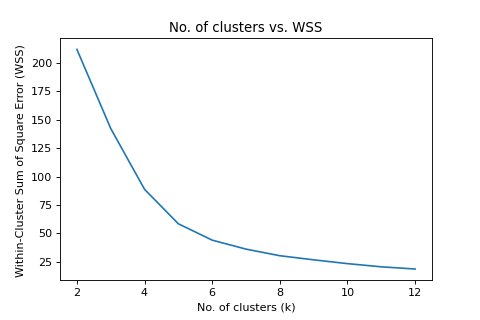 No. of clusters vs. WSS
Within-Cluster Sum of Square Error (WSS)
200
175
150
125
100
75
50
25
2 4 6 8 10 12
No. of clusters (k)